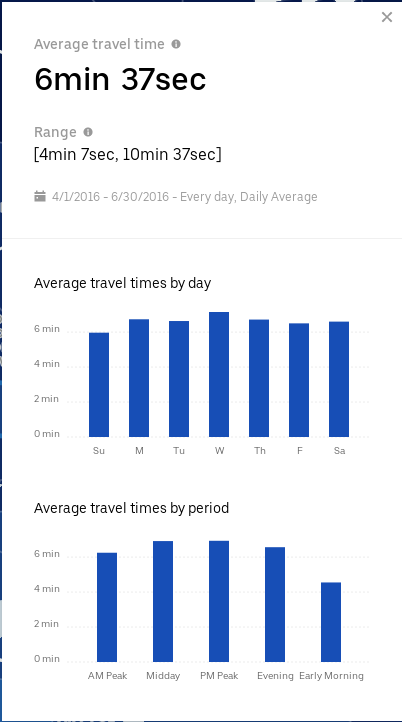 Average travel time
6min 37sec
Range
[4min 7sec, 10min 37sec]
4/1/2016 - 6/30/2016 - Every day, Daily Average
Average travel times by day
6 min
4 min
2 min
0 min
Su M Tu W Th F Sa
Average travel times by period
6 min
4 min
2 min
0 min
AM Peak Midday PM Peak Evening Early Morning